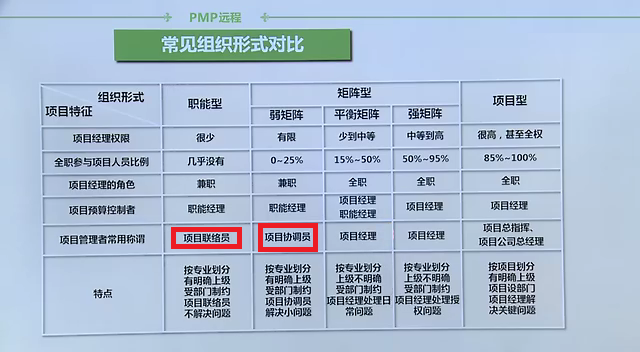 PMP远程
常见组织形式对比
组织形式
项目特征
职能型
矩阵型
项目型
弱矩阵
平衡矩阵
强矩阵
项目经理权限
很少
有限
少到中等
中等到高
很高，甚至全权
全职参与项目人员比例
几乎没有
0~25%
15%~50%
50%~95%
85%~100%
项目经理的角色
兼职
兼职
全职
全职
全职
项目预算控制者
职能经理
职能经理
项目经理
职能经理
项目经理
项目经理
项目管理者常用称谓
项目联络员
项目协调员
项目经理
项目经理
项目总指挥、
项目公司总经理
特点
按专业划分
有明确上级
受部门制约
项目联络员
不解决问题
按专业划分
有明确上级
受部门制约
项目协调员
解决小问题
按专业划分
上级不明确
受部门制约
项目经理处理日
常问题
按专业划分
上级不明确
受部门制约
项目经理处理授
权问题
按项目划分
有明确上级
项目设部门
项目经理解
决关键问题